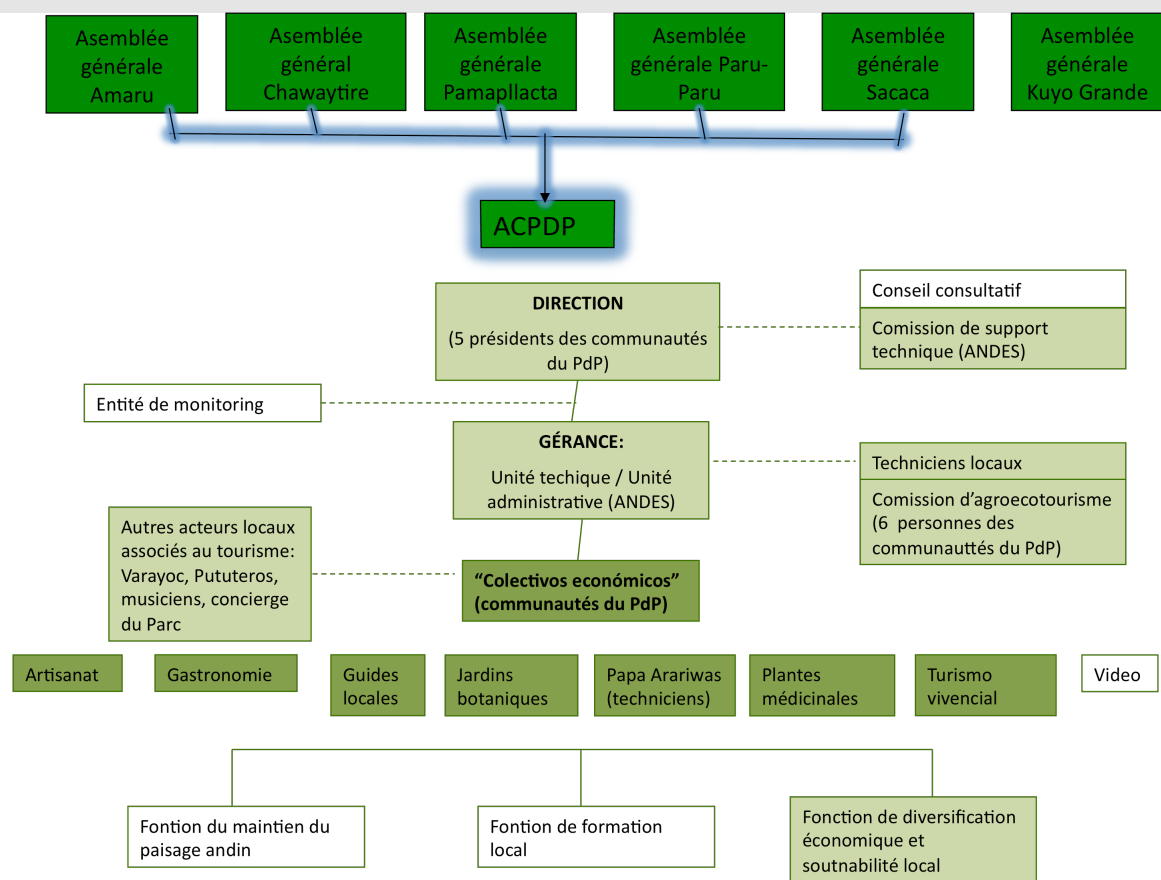 Asemblée
générale
Amaru
Asemblée
général
Chawaytire
Asemblée
générale
Pamapllacta
Asemblée
générale Paru-
Paru
Asemblée
générale
Sacaca
Asemblée
générale
Kuyo Grande
ACPDP
DIRECTION
(5 présidents des communautés
du PdP)
Conseil consultatif
Comission de support
technique (ANDES)
Entité de monitoring
GÉRANCE:
Unité techique / Unité
administrative (ANDES)
Techniciens locaux
Comission d’agroecotourisme
(6 personnes des
communauttés du PdP)
Autres acteurs locaux
associés au tourisme:
Varayoc, Pututeros,
musiciens, concierge
du Parc
“Colectivos económicos”
(communautés du PdP)
Artisanat
Gastronomie
Guides
locales
Jardins
botaniques
Papa Arariwas
(techniciens)
Plantes
médicinales
Turismo
vivencial
Video
Fontion du maintien du
paisage andin
Fontion de formation
local
Fonction de diversification
économique et
soutnabilité local